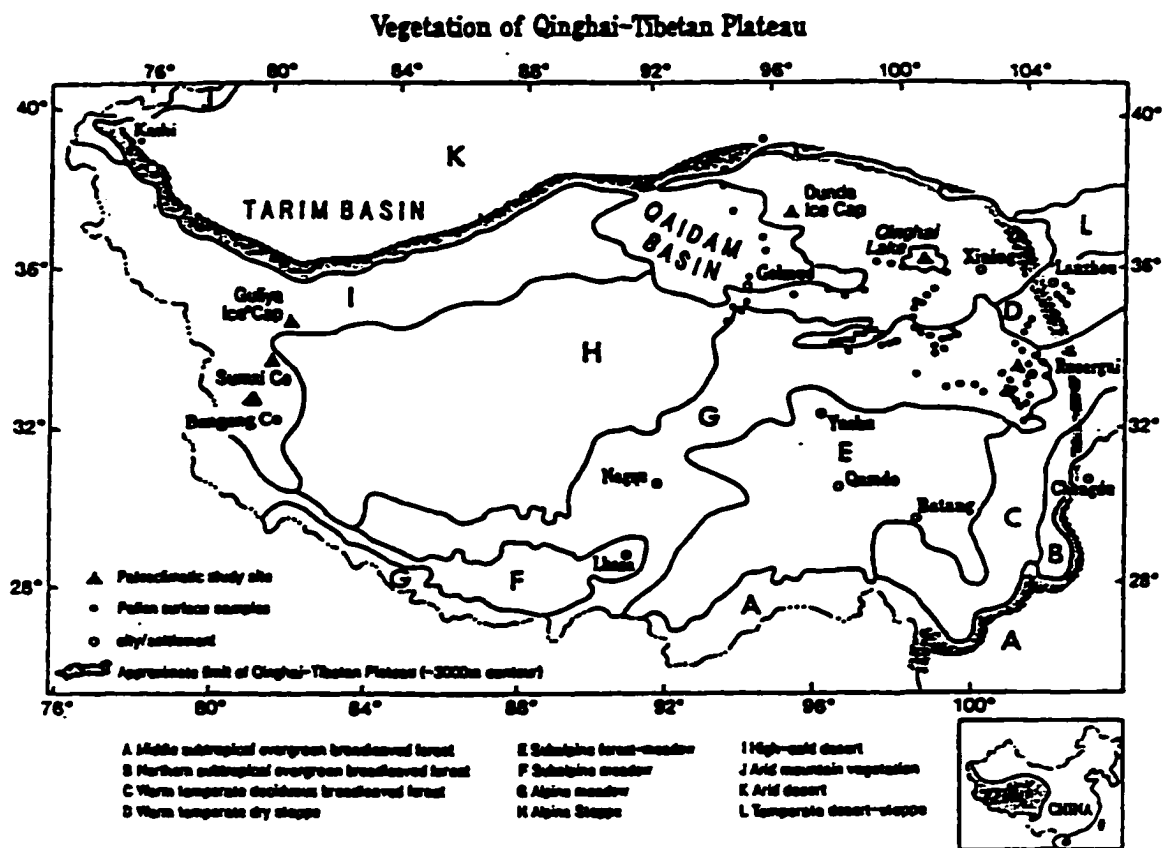 Vegetation of Qinghai-Tibetan Plateau
76° 80° 84° 88° 92° 96° 100° 104°
40° 40°
J
Kashi
K
TARIM BASIN
QAIDAM BASIN
Dunde Ice Cap
Qinghai Lake
L
Golmud
Xining
Lanzhou
36° 36°
I
Guliya Ice Cap
D
H
Sumxi Co
Zoergui
Bangong Co
32° 32°
G
Yushu
E
Nagqu
Qamdo
Chengdu
Batang
C
B
Lhasa
28° 28°
G F
A
A
Paleoclimatic study site
Pollen surface samples
city/settlement
Approximate limit of Qinghai-Tibetan Plateau (~3000m contour)
76° 80° 84° 88° 92° 96° 100°
A Middle subtropical evergreen broadleaved forest
B Northern subtropical evergreen broadleaved forest
C Warm temperate deciduous broadleaved forest
D Warm temperate dry steppe
E Subalpine forest-meadow
F Subalpine meadow
G Alpine meadow
H Alpine Steppe
I High-cold desert
J Arid mountain vegetation
K Arid desert
L Temperate desert-steppe
CHINA